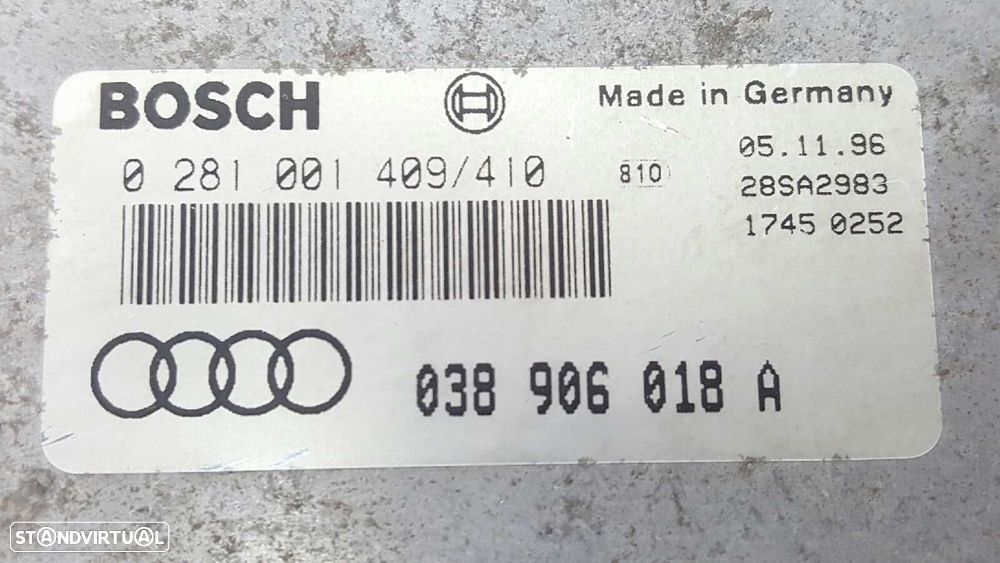 BOSCH
Made in Germany
0 281 001 409/410
810
05.11.96
28SA2983
1745 0252
038 906 018 A
STANDVIRTUAL